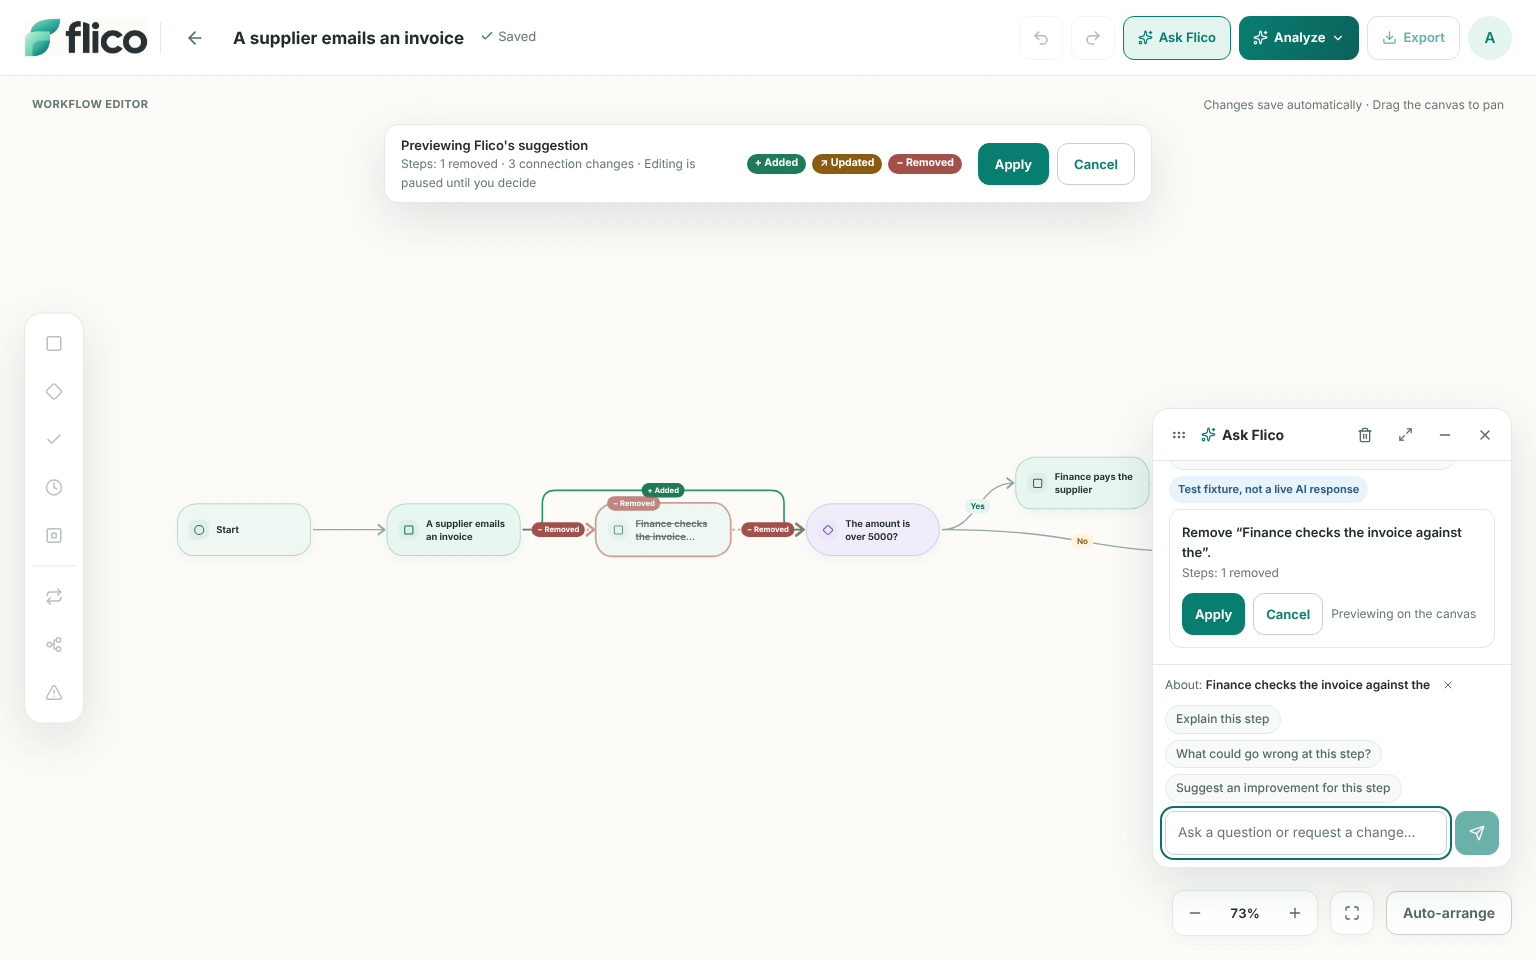 flico
A supplier emails an invoice
Saved
Ask Flico
Analyze
Export
A
WORKFLOW EDITOR
Changes save automatically · Drag the canvas to pan
Previewing Flico's suggestion
Steps: 1 removed · 3 connection changes · Editing is
paused until you decide
+ Added
↗ Updated
− Removed
Apply
Cancel
Start
A supplier emails
an invoice
− Removed
+ Added
− Removed
Finance checks
the invoice...
− Removed
The amount is
over 5000?
Yes
No
Finance pays the
supplier
Ask Flico
Test fixture, not a live AI response
Remove “Finance checks the invoice against
the”.
Steps: 1 removed
Apply
Cancel
Previewing on the canvas
About: Finance checks the invoice against the
Explain this step
What could go wrong at this step?
Suggest an improvement for this step
Ask a question or request a change...
73%
Auto-arrange